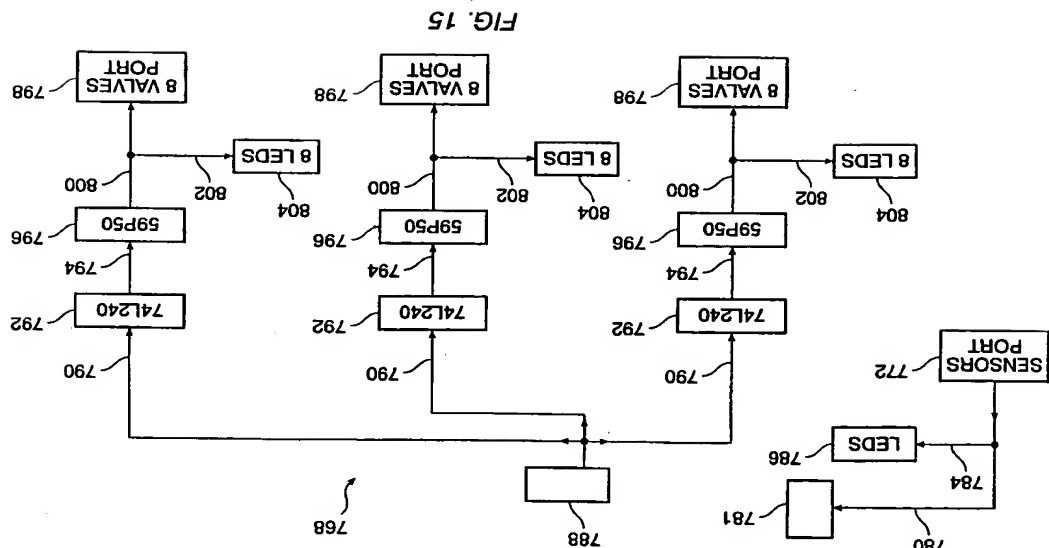 780
788
768
781
784
LEDS
786
SENSORS
PORT
772
790
790
790
74L240
792
74L240
792
74L240
792
794
794
794
59P50
796
59P50
796
59P50
796
804
802
800
804
802
800
804
802
800
8 LEDS
8 LEDS
8 LEDS
8 VALVES
PORT
798
8 VALVES
PORT
798
8 VALVES
PORT
798
FIG. 15